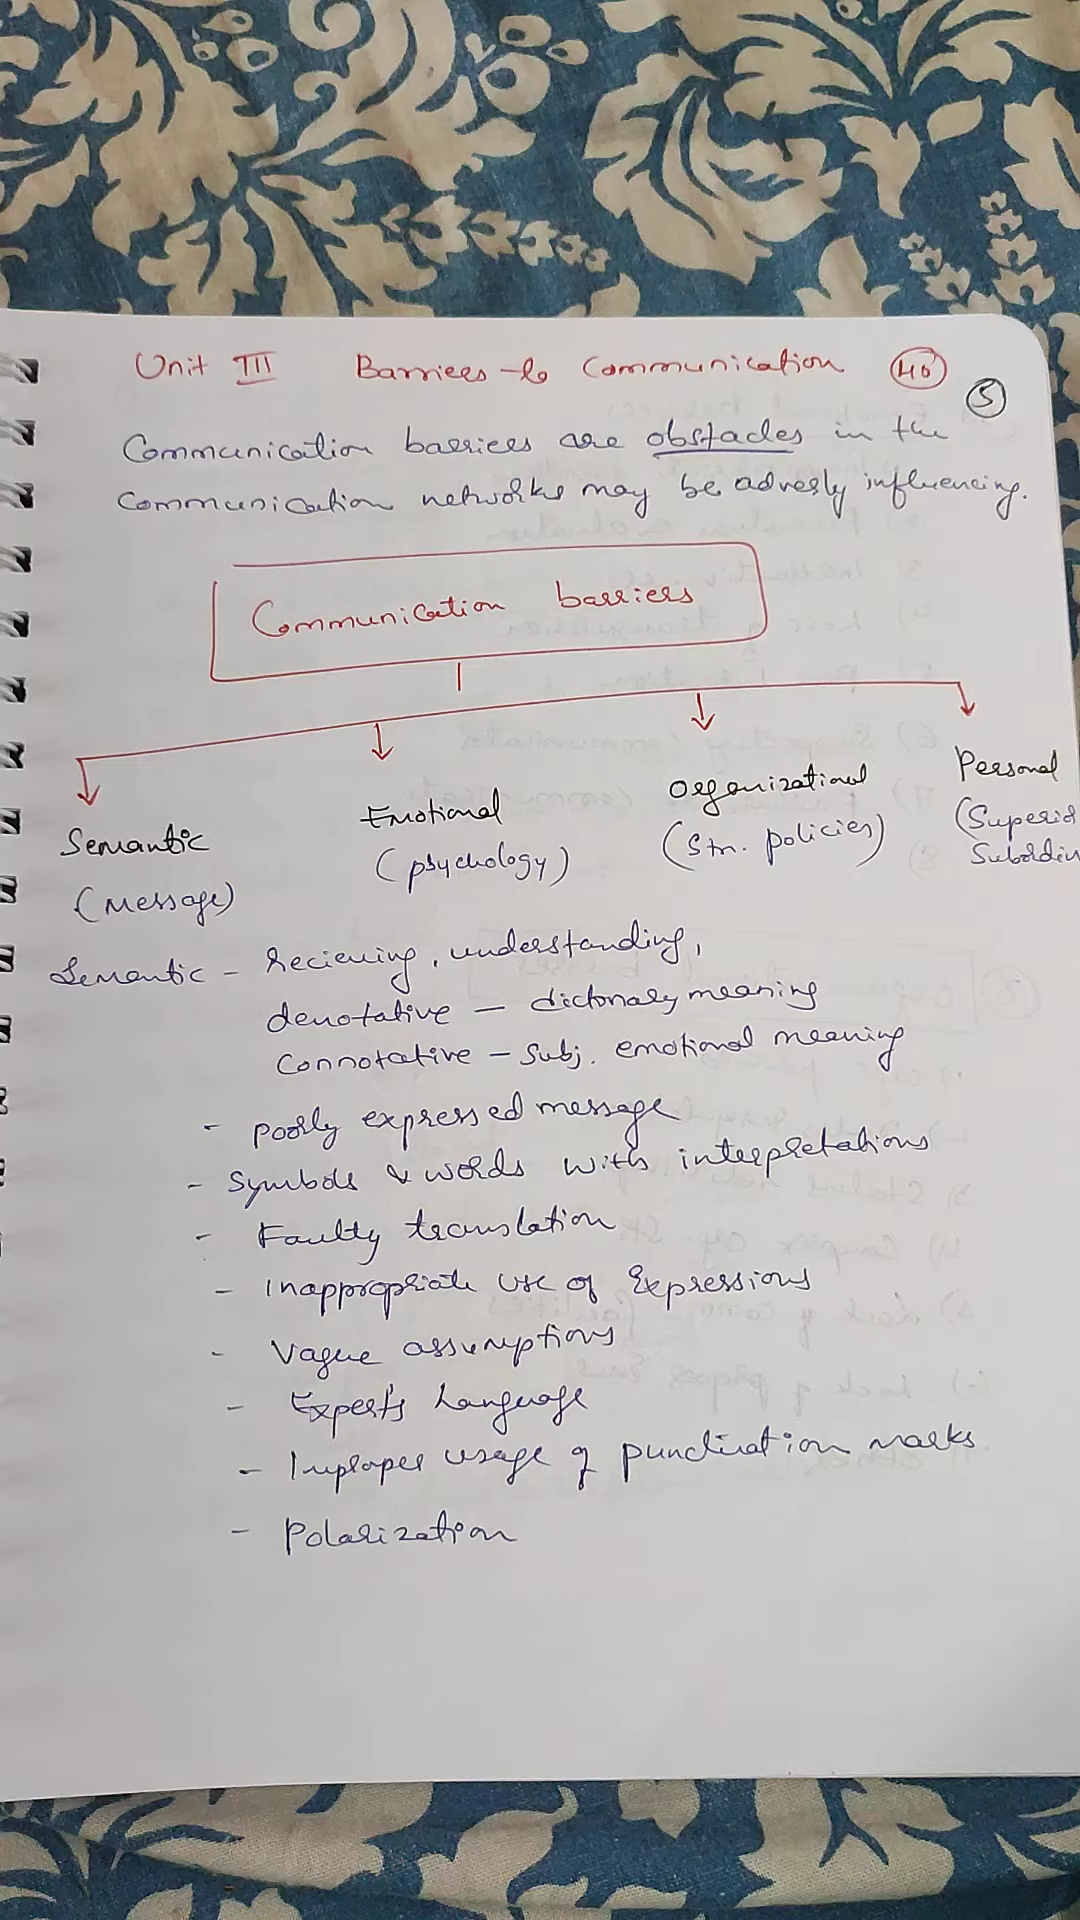 Unit III Barriers to Communication 40
5
Communication barriers are obstacles in the
Communication networks may be adversly influencing.
Communication barriers
Semantic Emotional Organizational Personal
(Message) (psychology) (Str. policies) (Superio
Subordin
Semantic - recieving, understanding,
denotative - dictonary meaning
Connotative - Subj. emotional meaning
- poorly expressed message
- Symbols & words with interpretations
- Faulty translation
- Inappropriate use of Expressions
- Vague assumptions
- Expert's Language
- Improper usage of punctuation marks
- Polarization